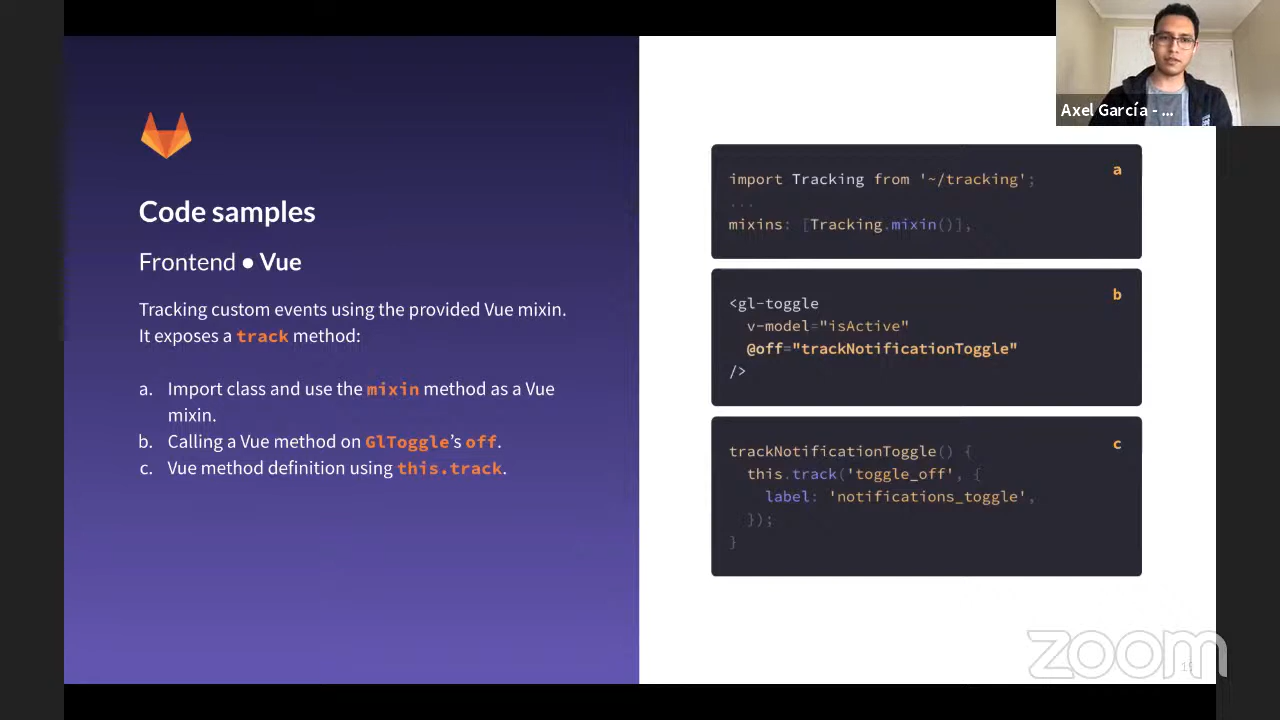 Axel García - ...
Code samples
Frontend ● Vue
Tracking custom events using the provided Vue mixin.
It exposes a track method:
a. Import class and use the mixin method as a Vue
mixin.
b. Calling a Vue method on GlToggle’s off.
c. Vue method definition using this.track.
a
import Tracking from '~/tracking';
...
mixins: [Tracking.mixin()],
b
<gl-toggle
v-model="isActive"
@off="trackNotificationToggle"
/>
c
trackNotificationToggle() {
this.track('toggle_off', {
label: 'notifications_toggle',
});
}
zoom